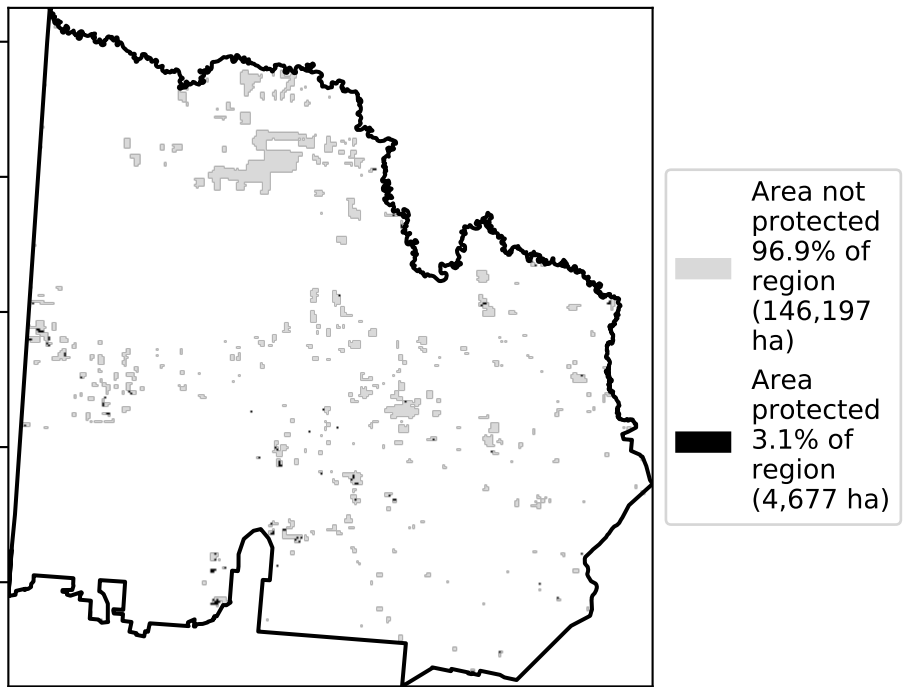 Area not
protected
96.9% of
region
(146,197
ha)
Area
protected
3.1% of
region
(4,677 ha)